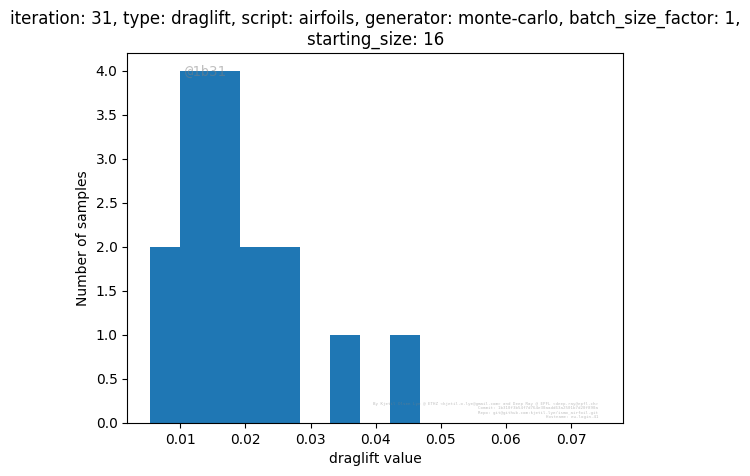 iteration: 31, type: draglift, script: airfoils, generator: monte-carlo, batch_size_factor: 1,
starting_size: 16
@1b31
Number of samples
4.0
3.5
3.0
2.5
2.0
1.5
1.0
0.5
0.0
0.01 0.02 0.03 0.04 0.05 0.06 0.07
draglift value